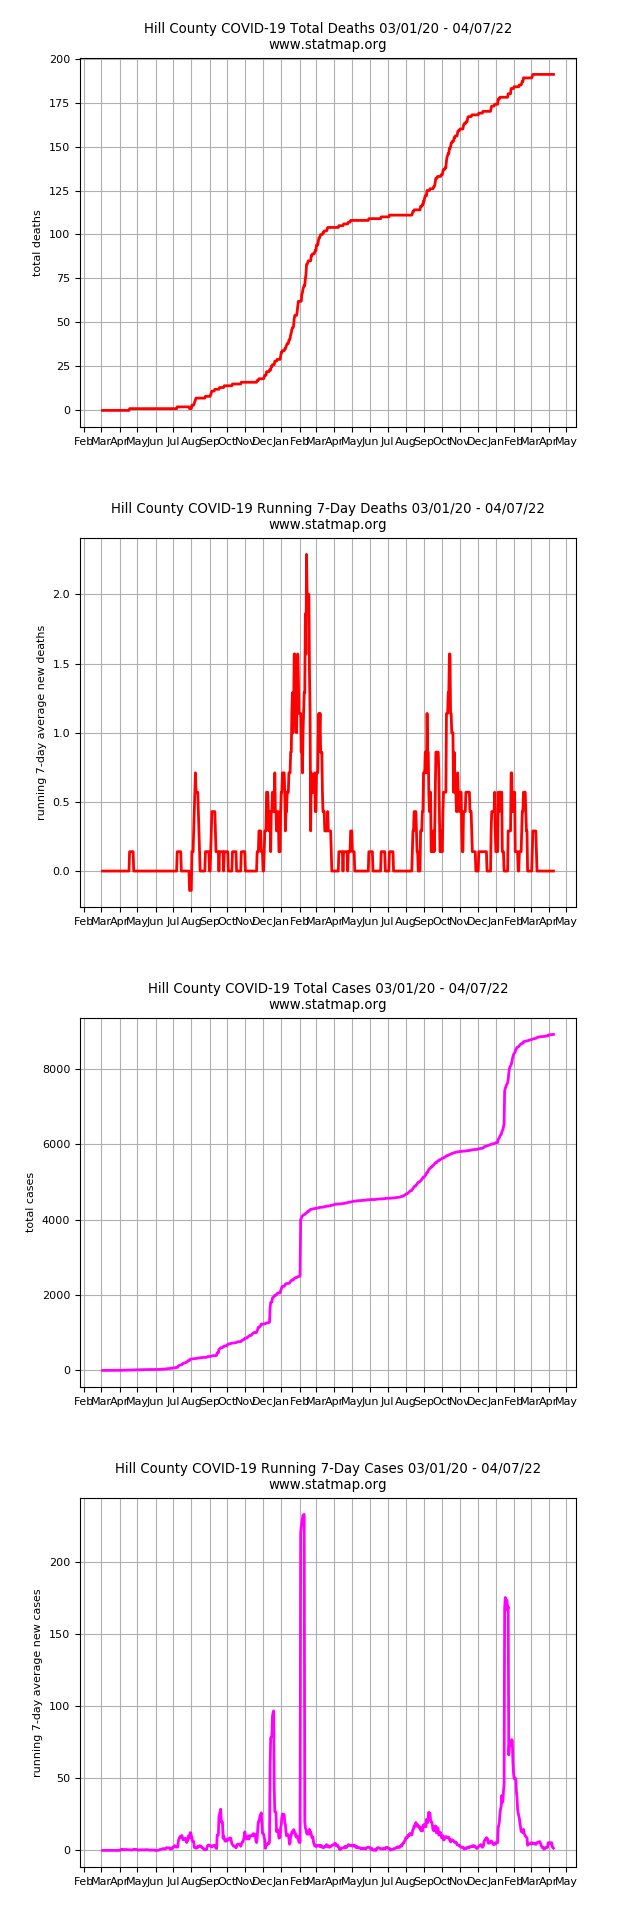 Hill County COVID-19 Total Deaths 03/01/20 - 04/07/22
www.statmap.org
200
175
150
125
100
75
50
25
0
total deaths
Feb Mar Apr May Jun Jul Aug Sep Oct Nov Dec Jan Feb Mar Apr May Jun Jul Aug Sep Oct Nov Dec Jan Feb Mar Apr May
Hill County COVID-19 Running 7-Day Deaths 03/01/20 - 04/07/22
www.statmap.org
2.0
1.5
1.0
0.5
0.0
running 7-day average new deaths
Feb Mar Apr May Jun Jul Aug Sep Oct Nov Dec Jan Feb Mar Apr May Jun Jul Aug Sep Oct Nov Dec Jan Feb Mar Apr May
Hill County COVID-19 Total Cases 03/01/20 - 04/07/22
www.statmap.org
8000
6000
4000
2000
0
total cases
Feb Mar Apr May Jun Jul Aug Sep Oct Nov Dec Jan Feb Mar Apr May Jun Jul Aug Sep Oct Nov Dec Jan Feb Mar Apr May
Hill County COVID-19 Running 7-Day Cases 03/01/20 - 04/07/22
www.statmap.org
200
150
100
50
0
running 7-day average new cases
Feb Mar Apr May Jun Jul Aug Sep Oct Nov Dec Jan Feb Mar Apr May Jun Jul Aug Sep Oct Nov Dec Jan Feb Mar Apr May